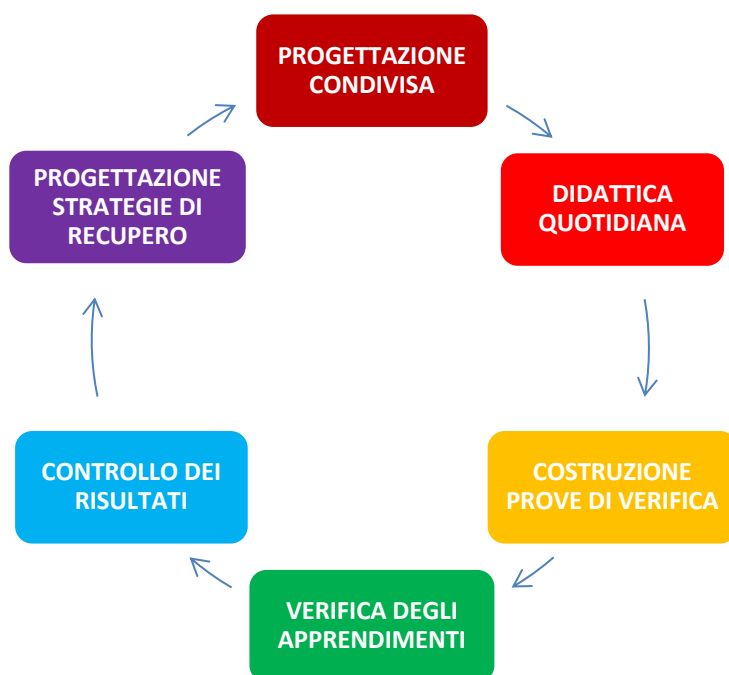 PROGETTAZIONE
CONDIVISA
DIDATTICA
QUOTIDIANA
COSTRUZIONE
PROVE DI VERIFICA
VERIFICA DEGLI
APPRENDIMENTI
CONTROLLO DEI
RISULTATI
PROGETTAZIONE
STRATEGIE DI
RECUPERO